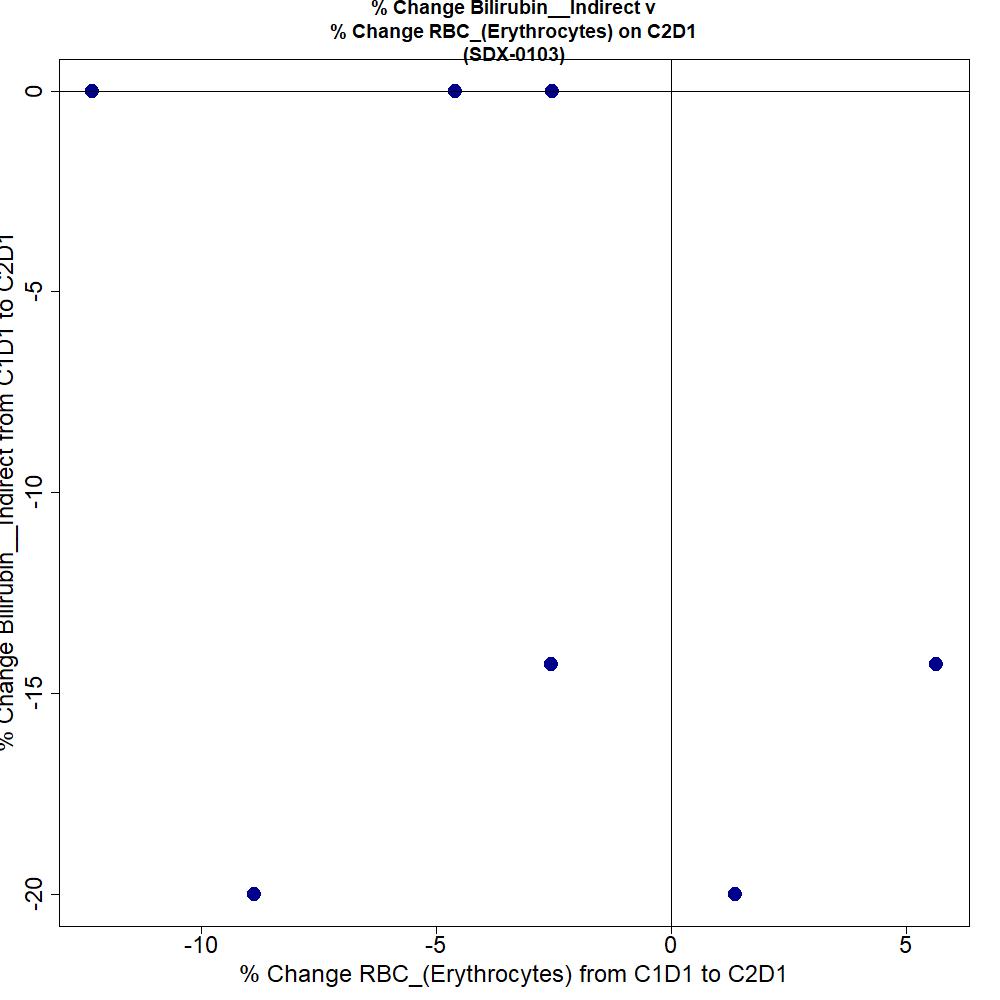 % Change Bilirubin__Indirect v
% Change RBC_(Erythrocytes) on C2D1
(SDX-0103)
% Change Bilirubin__Indirect from C1D1 to C2D1
0
-5
-10
-15
-20
-10
-5
0
5
% Change RBC_(Erythrocytes) from C1D1 to C2D1